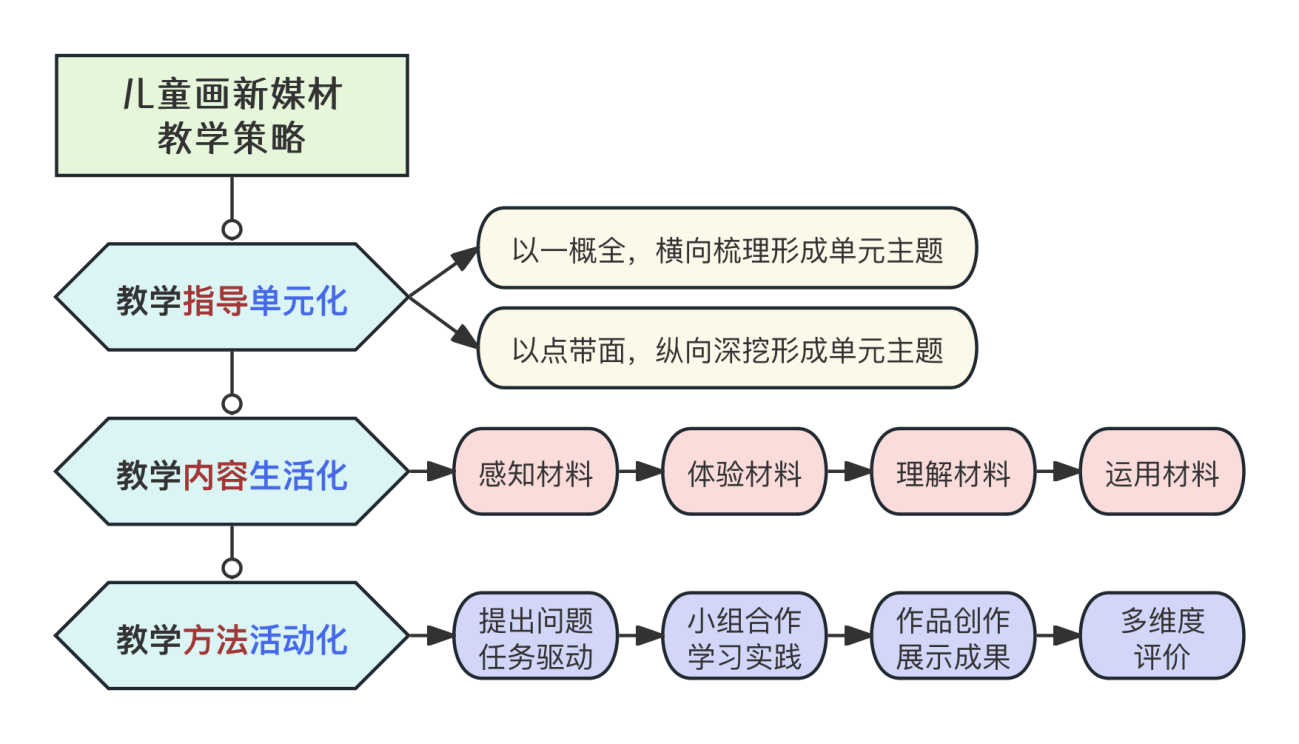 儿童画新媒材
教学策略
教学指导单元化
以一概全，横向梳理形成单元主题
以点带面，纵向深挖形成单元主题
教学内容生活化
感知材料
体验材料
理解材料
运用材料
教学方法活动化
提出问题
任务驱动
小组合作
学习实践
作品创作
展示成果
多维度
评价